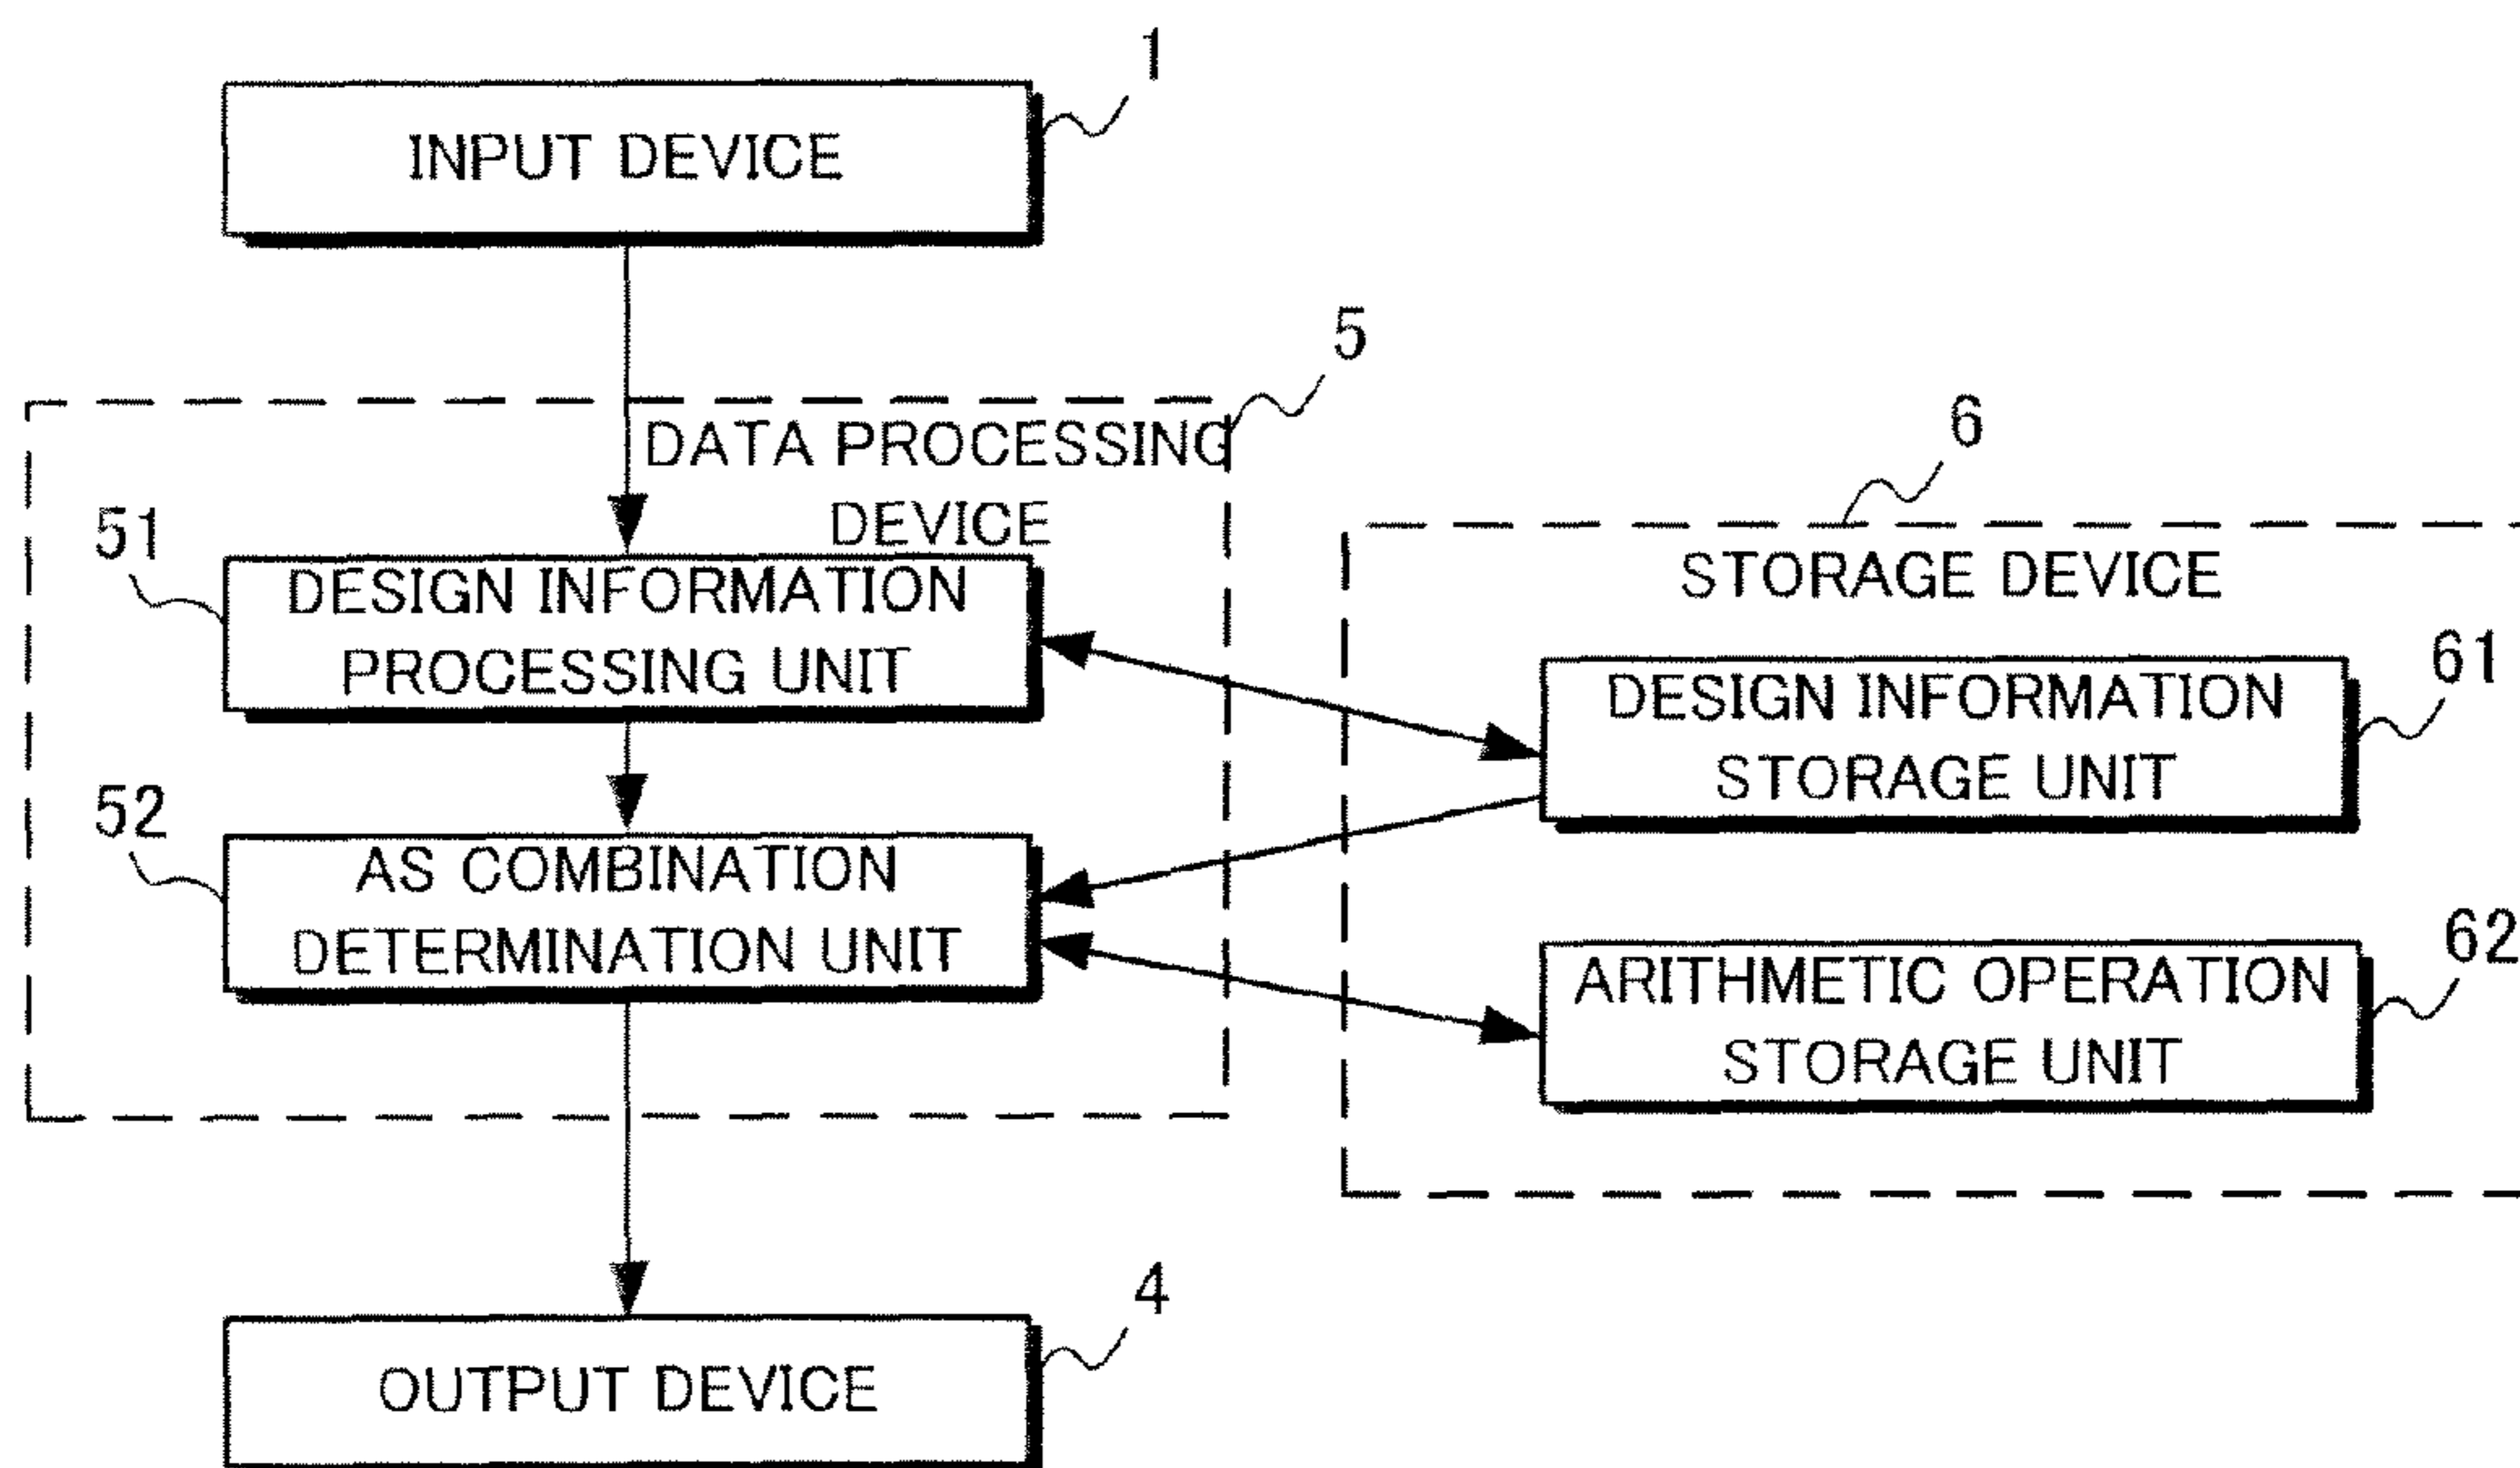 1
INPUT DEVICE
5
DATA PROCESSING
DEVICE
6
STORAGE DEVICE
51
DESIGN INFORMATION
PROCESSING UNIT
61
DESIGN INFORMATION
STORAGE UNIT
52
AS COMBINATION
DETERMINATION UNIT
62
ARITHMETIC OPERATION
STORAGE UNIT
4
OUTPUT DEVICE